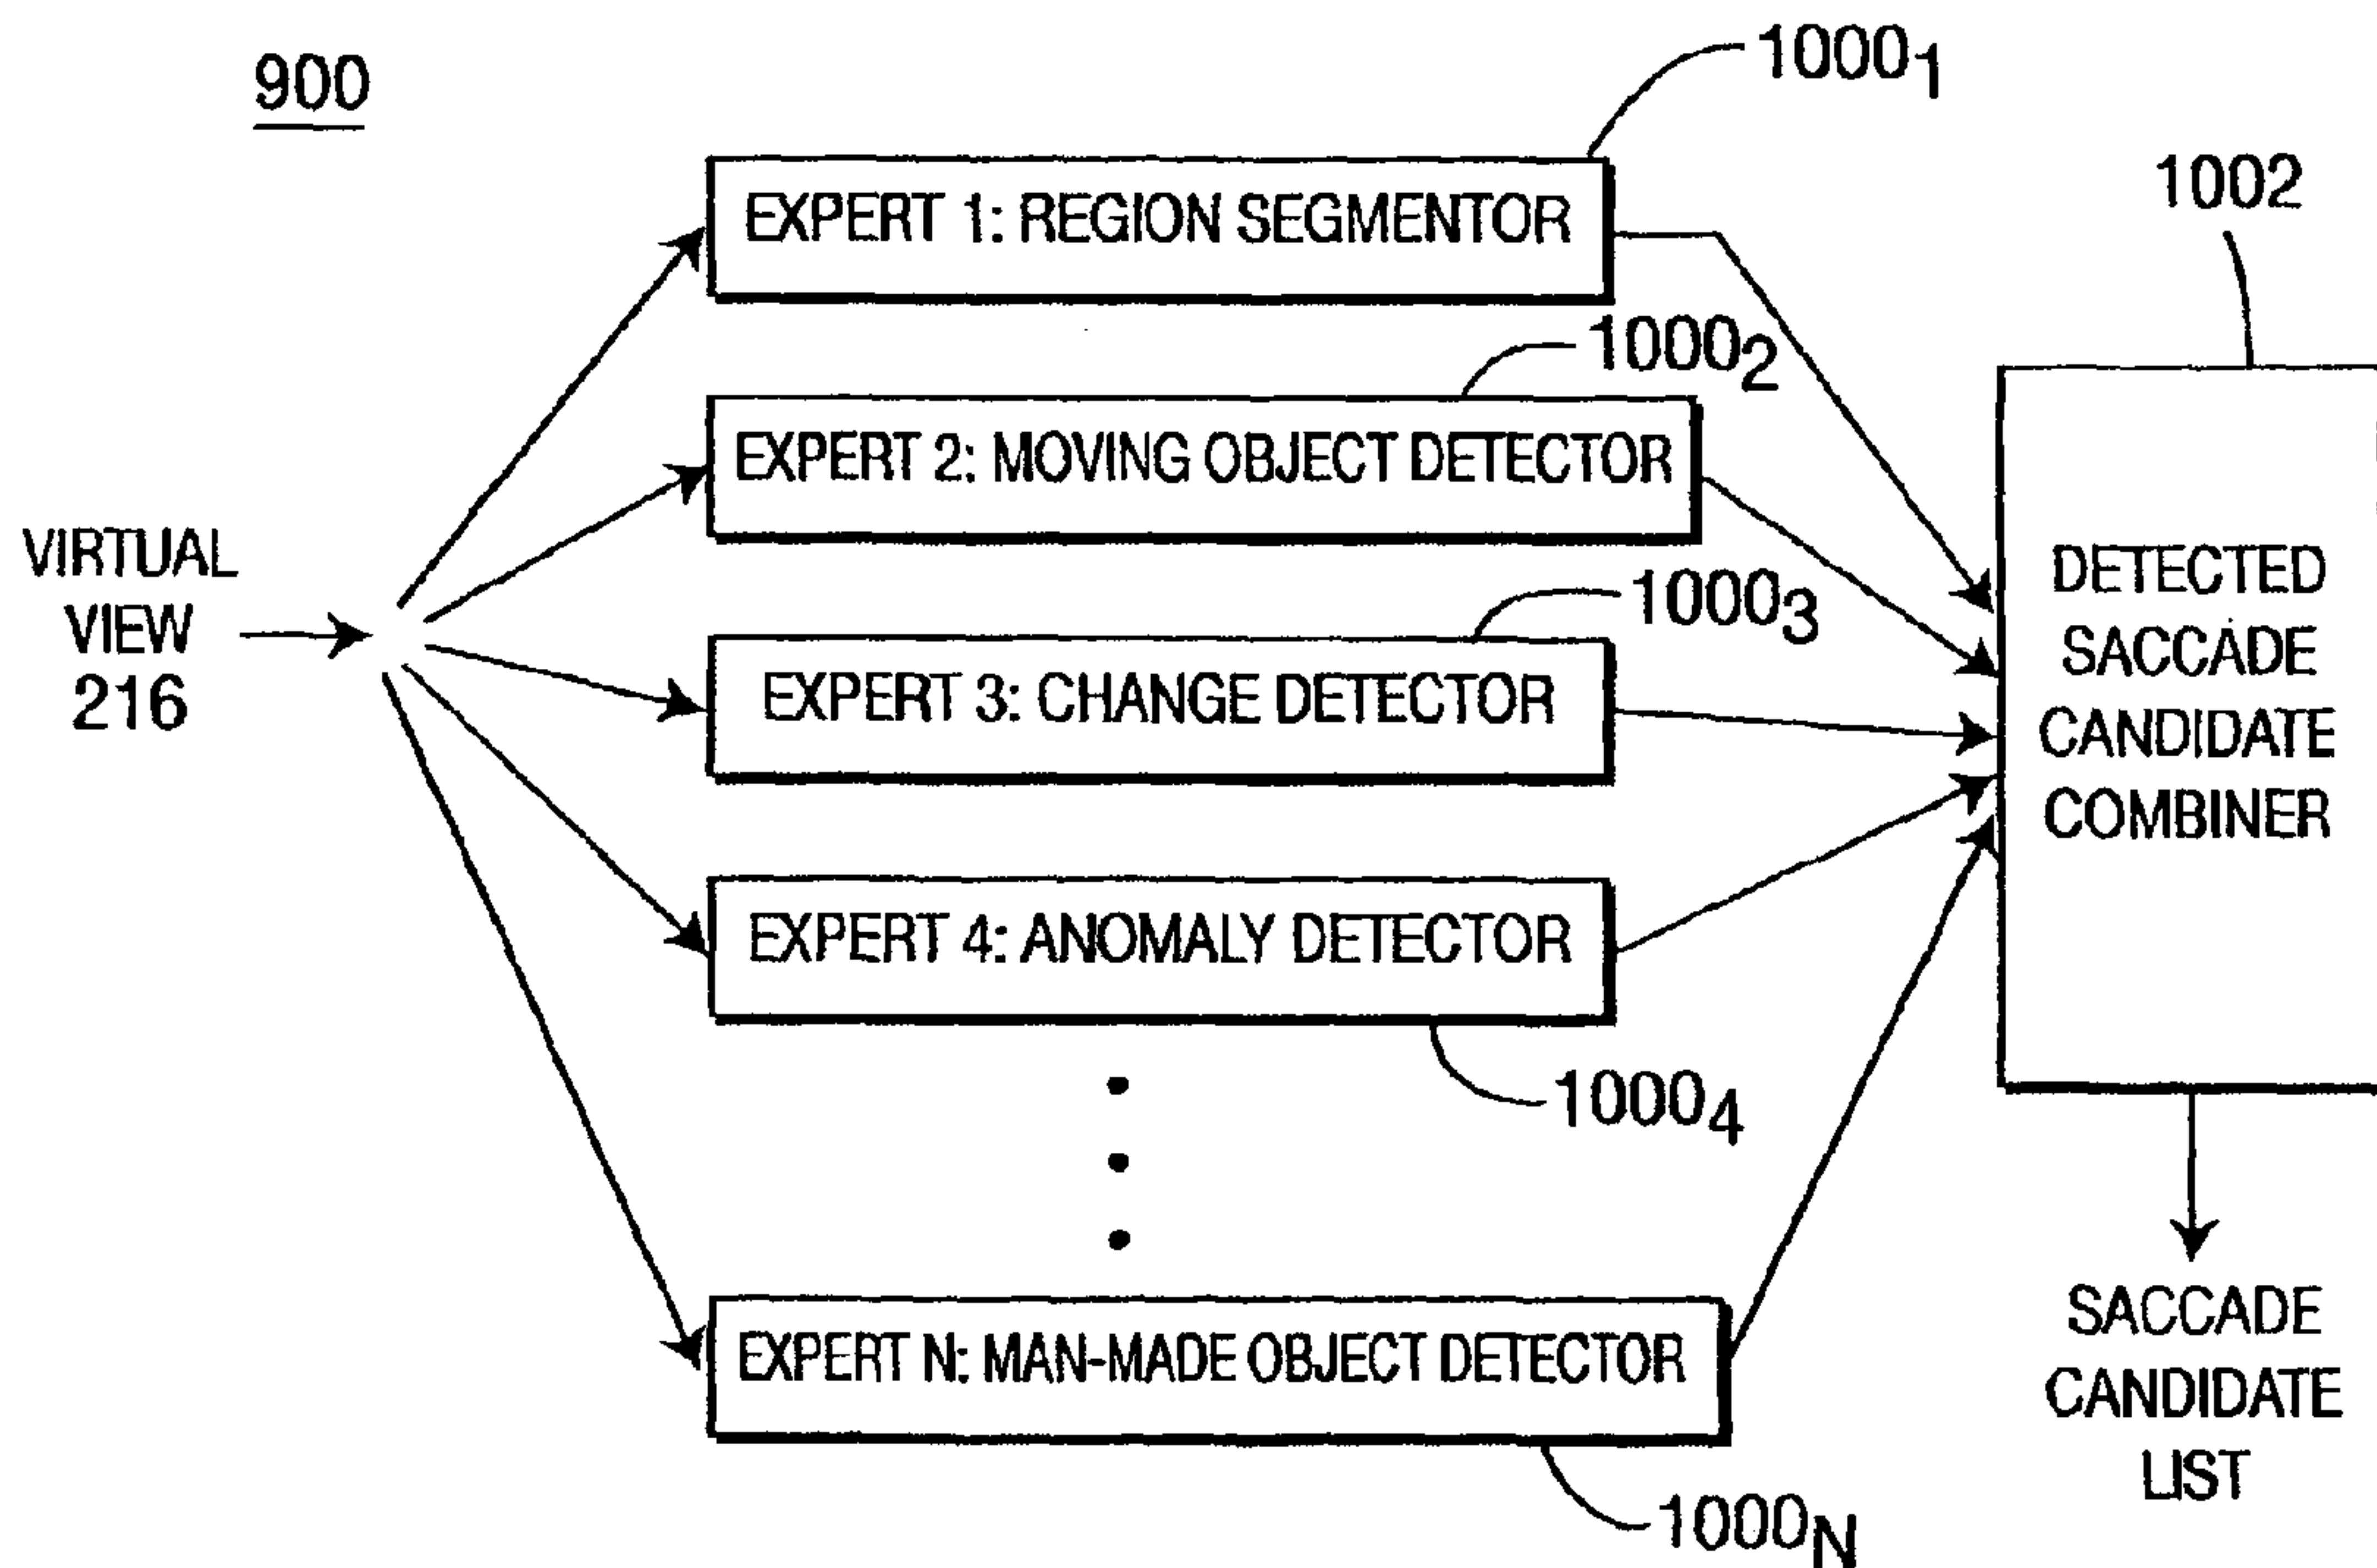 900
1000₁
EXPERT 1: REGION SEGMENTOR
1002
1000₂
EXPERT 2: MOVING OBJECT DETECTOR
1000₃
EXPERT 3: CHANGE DETECTOR
VIRTUAL
VIEW
216
DETECTED
SACCADE
CANDIDATE
COMBINER
EXPERT 4: ANOMALY DETECTOR
1000₄
EXPERT N: MAN-MADE OBJECT DETECTOR
1000N
SACCADE
CANDIDATE
LIST